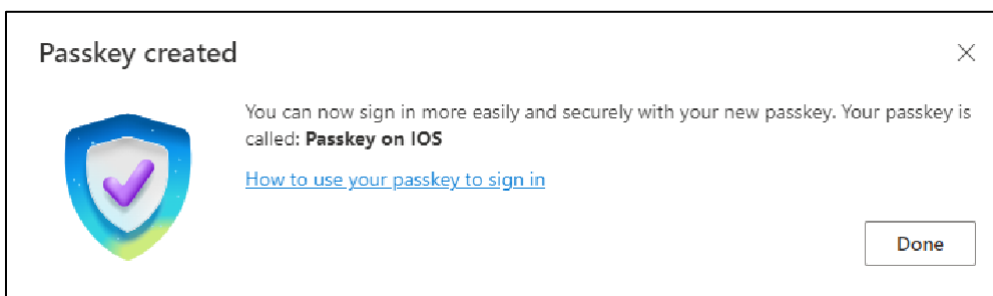 Passkey created
You can now sign in more easily and securely with your new passkey. Your passkey is
called: Passkey on IOS
How to use your passkey to sign in
Done